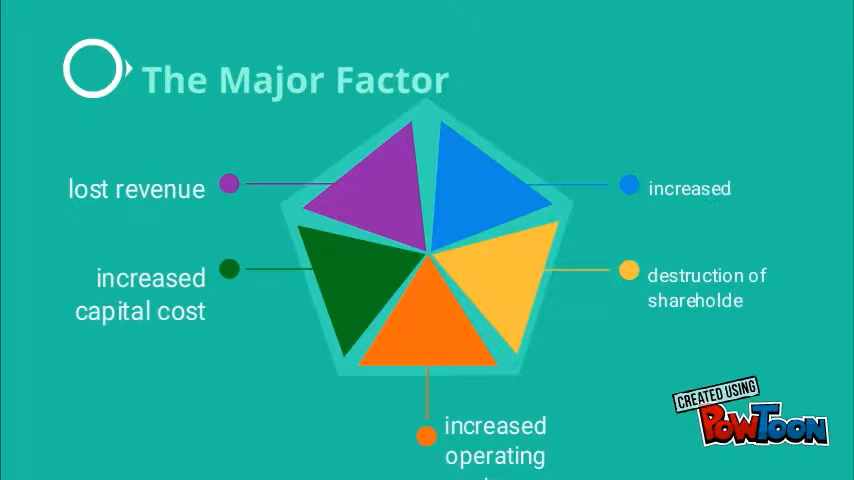 The Major Factor
lost revenue
increased
increased
capital cost
destruction of
shareholde
increased
operating
CREATED USING
POWTOON